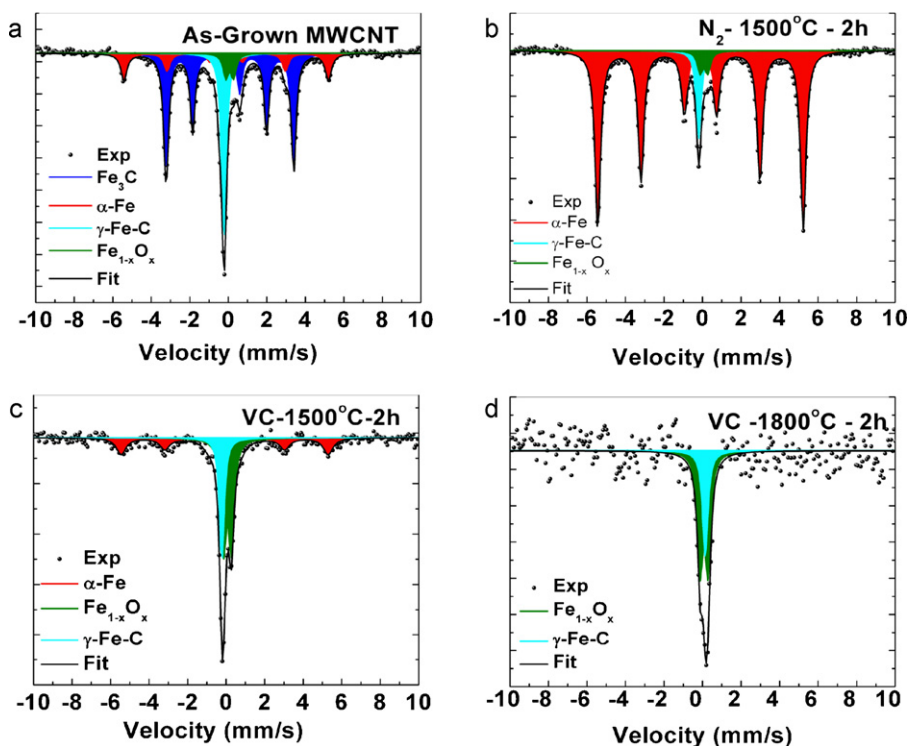 a
As-Grown MWCNT
Exp
Fe₃C
α-Fe
γ-Fe-C
Fe₁₋ₓOₓ
Fit
-10 -8 -6 -4 -2 0 2 4 6 8 10
Velocity (mm/s)
b
N₂- 1500°C - 2h
Exp
α-Fe
γ-Fe-C
Fe₁₋ₓ Oₓ
Fit
-10 -8 -6 -4 -2 0 2 4 6 8 10
Velocity (mm/s)
c
VC-1500°C-2h
Exp
α-Fe
Fe₁₋ₓOₓ
γ-Fe-C
Fit
-10 -8 -6 -4 -2 0 2 4 6 8 10
Velocity (mm/s)
d
VC -1800°C - 2h
Exp
Fe₁₋ₓOₓ
γ-Fe-C
Fit
-10 -8 -6 -4 -2 0 2 4 6 8 10
Velocity (mm/s)